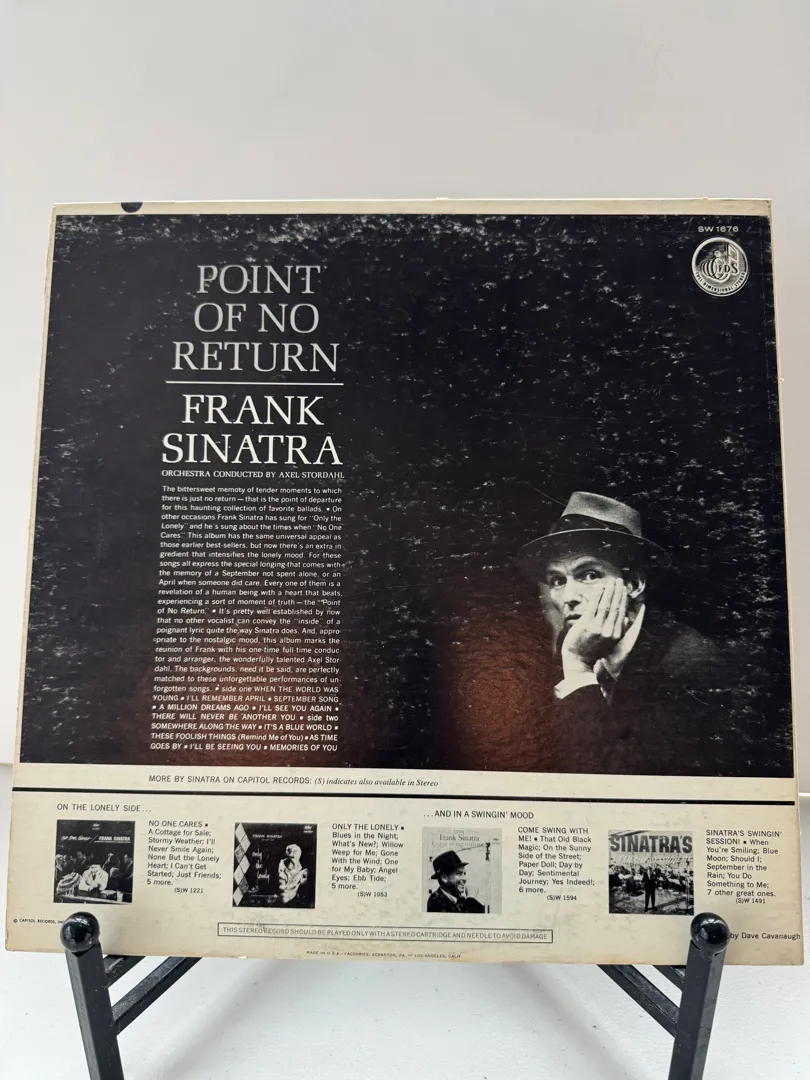 SW 1676
FDS
POINT
OF NO
RETURN
FRANK
SINATRA
ORCHESTRA CONDUCTED BY AXEL STORDAHL
The bittersweet memoty of tender moments to which
there is just no return — that is the point of departure
for this haunting collection of favorite ballads. • On
other occasions Frank Sinatra has sung for "Only the
Lonely" and he's sung about the times when "No One
Cares." This album has the same universal appeal as
those earlier best-sellers, but now there's an extra in
gredient that intensifies the lonely mood. For these
songs all express the special longing that comes with
the memory of a September not spent alone, or an
April when someone did care. Every one of them is a
revelation of a human being with a heart that beats,
experiencing a sort of moment of truth — the "Point
of No Return." • It's pretty well established by now
that no other vocalist can convey the "inside" of a
poignant lyric quite the way Sinatra does. And, appro-
priate to the nostalgic mood, this album marks the
reunion of Frank with his one-time full-time conduc
tor and arranger, the wonderfully talented Axel Stor
dahl. The backgrounds, need it be said, are perfectly
matched to these unforgettable performances of un-
forgotten songs. • side one WHEN THE WORLD WAS
YOUNG • I'LL REMEMBER APRIL • SEPTEMBER SONG
• A MILLION DREAMS AGO • I'LL SEE YOU AGAIN •
THERE WILL NEVER BE ANOTHER YOU • side two
SOMEWHERE ALONG THE WAY • IT'S A BLUE WORLD •
THESE FOOLISH THINGS (Remind Me of You) • AS TIME
GOES BY • I'LL BE SEEING YOU • MEMORIES OF YOU
MORE BY SINATRA ON CAPITOL RECORDS: (S) indicates also available in Stereo
ON THE LONELY SIDE...
NO ONE CARES •
A Cottage for Sale;
Stormy Weather; I'll
Never Smile Again;
None But the Lonely
Heart; I Can't Get
Started; Just Friends;
5 more.
(S)W 1221
ONLY THE LONELY •
Blues in the Night;
What's New?; Willow
Weep for Me; Gone
With the Wind; One
for My Baby; Angel
Eyes; Ebb Tide;
5 more.
(S)W 1053
...AND IN A SWINGIN' MOOD
Frank Sinatra
COME SWING WITH
ME! • That Old Black
Magic; On the Sunny
Side of the Street;
Paper Doll; Day by
Day; Sentimental
Journey; Yes Indeed!;
6 more.
(S)W 1594
SINATRA'S
SINATRA'S SWINGIN'
SESSION! • When
You're Smiling; Blue
Moon; Should I;
September in the
Rain; You Do
Something to Me;
7 other great ones.
(S)W 1491
© CAPITOL RECORDS, INC
THIS STEREO RECORD SHOULD BE PLAYED ONLY WITH A STEREO CARTRIDGE AND NEEDLE TO AVOID DAMAGE
by Dave Cavanaugh
MADE IN U.S.A. - FACTORIES: SCRANTON, PA. — LOS ANGELES, CALIF.